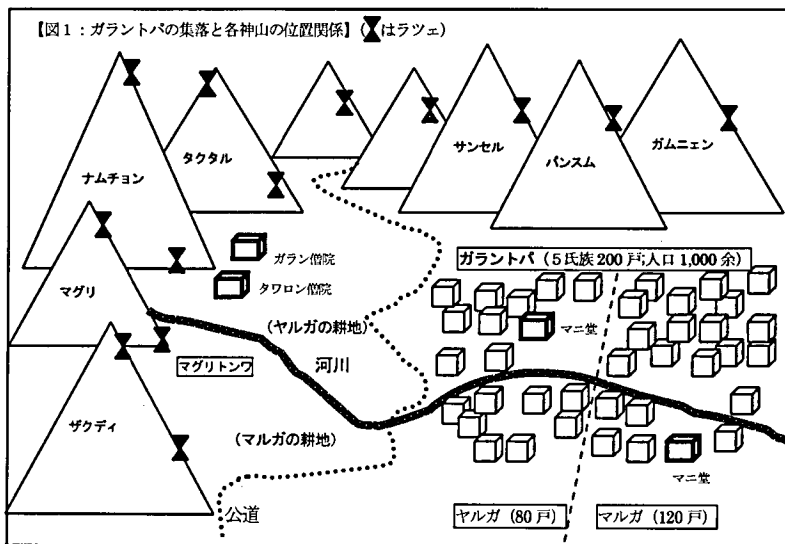 【図1：ガラントパの集落と各神山の位置関係】（ はラツェ）
ナムチョン
タクタル
サンセル
パンスム
ガムニェン
マグリ
ガラン僧院
タワロン僧院
ガラントパ（5氏族200戸;人口1,000余）
（ヤルガの耕地）
マニ堂
マグリトンワ
河川
ザクディ
（マルガの耕地）
マニ堂
公道
ヤルガ（80戸）
マルガ（120戸）